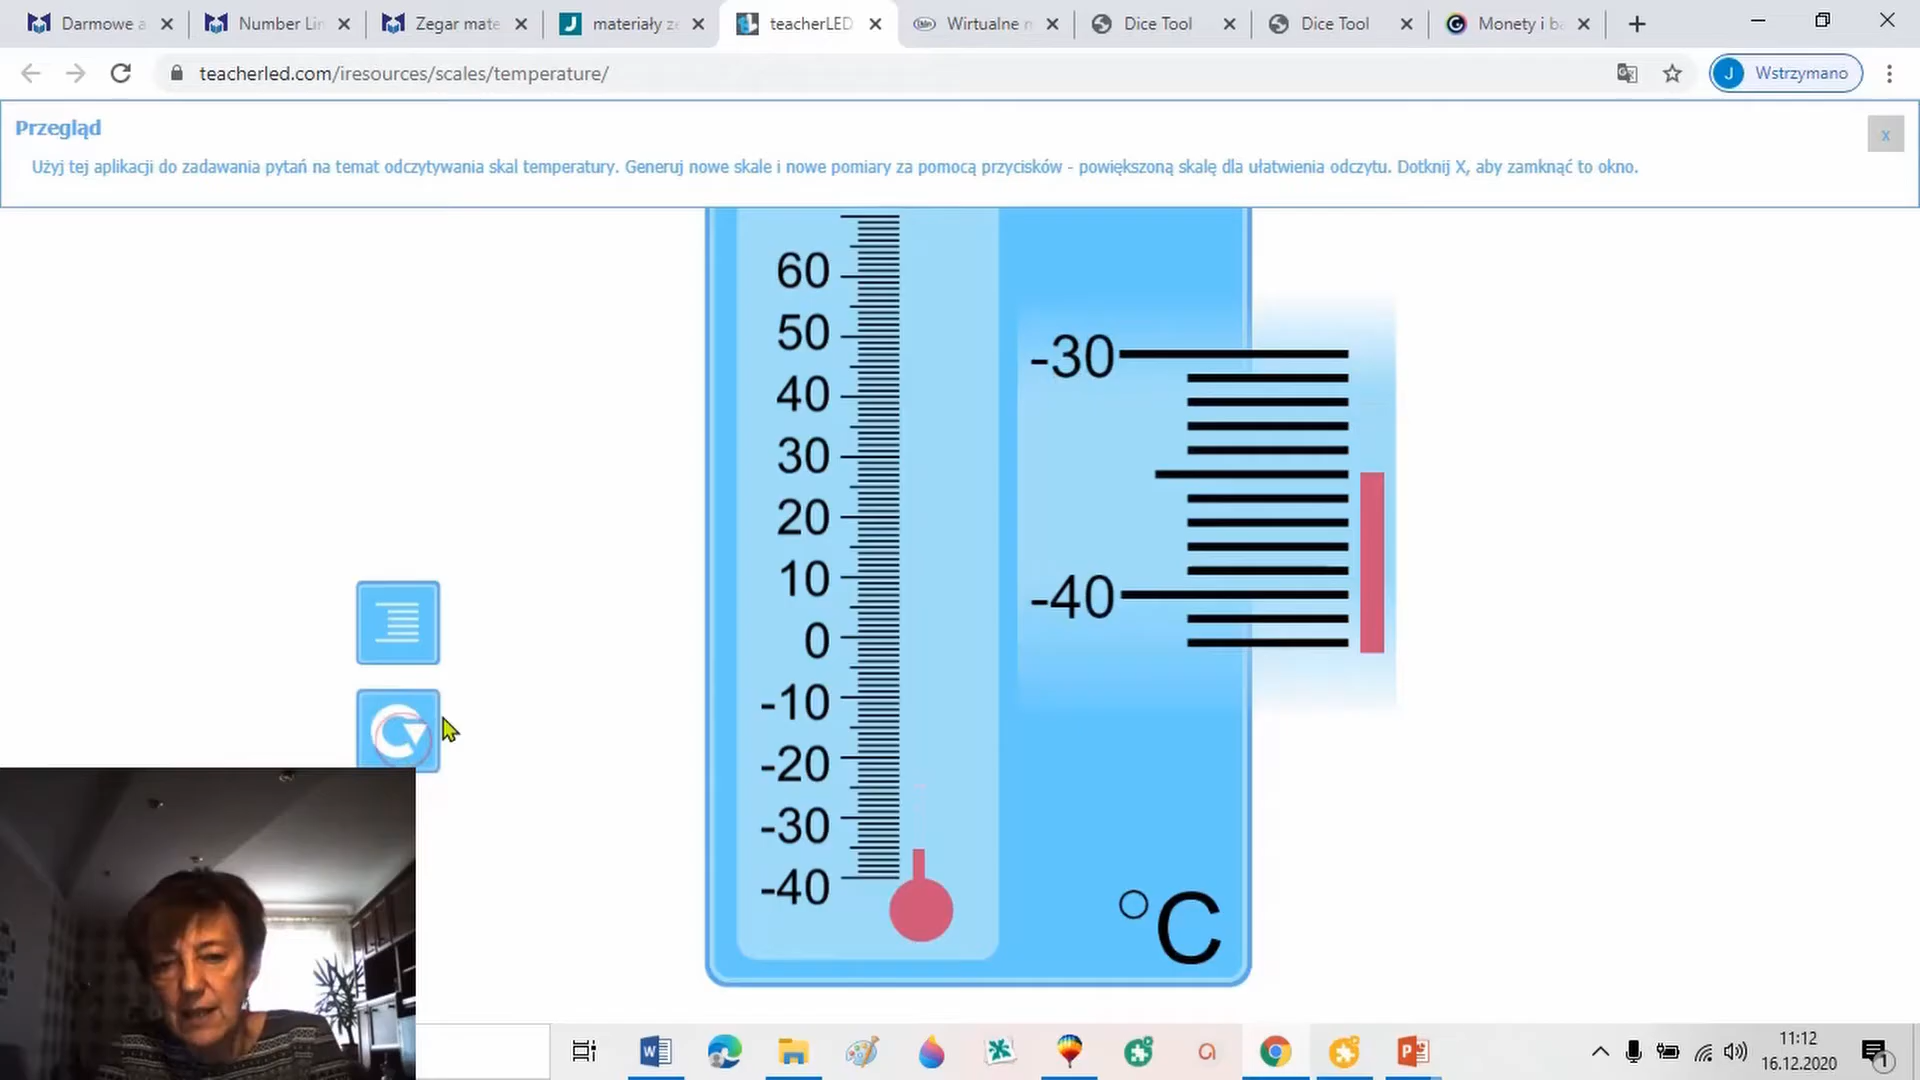 Darmowe a
Number Lin
Zegar mate
materiały ze
teacherLED
Wirtualne n
Dice Tool
Dice Tool
Monety i ba
teacherled.com/iresources/scales/temperature/
J Wstrzymano
Przegląd
x
Użyj tej aplikacji do zadawania pytań na temat odczytywania skal temperatury. Generuj nowe skale i nowe pomiary za pomocą przycisków - powiększoną skalę dla ułatwienia odczytu. Dotknij X, aby zamknąć to okno.
60
50
40
30
20
10
0
-10
-20
-30
-40
-30
-40
°C
11:12
16.12.2020
1